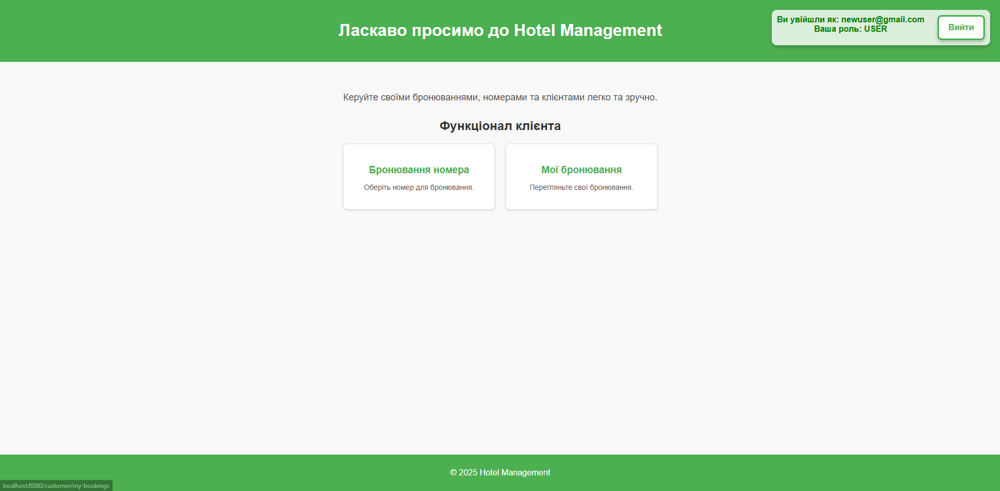 Ласкаво просимо до Hotel Management
Ви увійшли як: newuser@gmail.com
Ваша роль: USER
Вийти
Керуйте своїми бронюваннями, номерами та клієнтами легко та зручно.
Функціонал клієнта
Бронювання номера
Оберіть номер для бронювання.
Мої бронювання
Перегляньте свої бронювання.
© 2025 Hotel Management
localhost:8080/customer/my-bookings